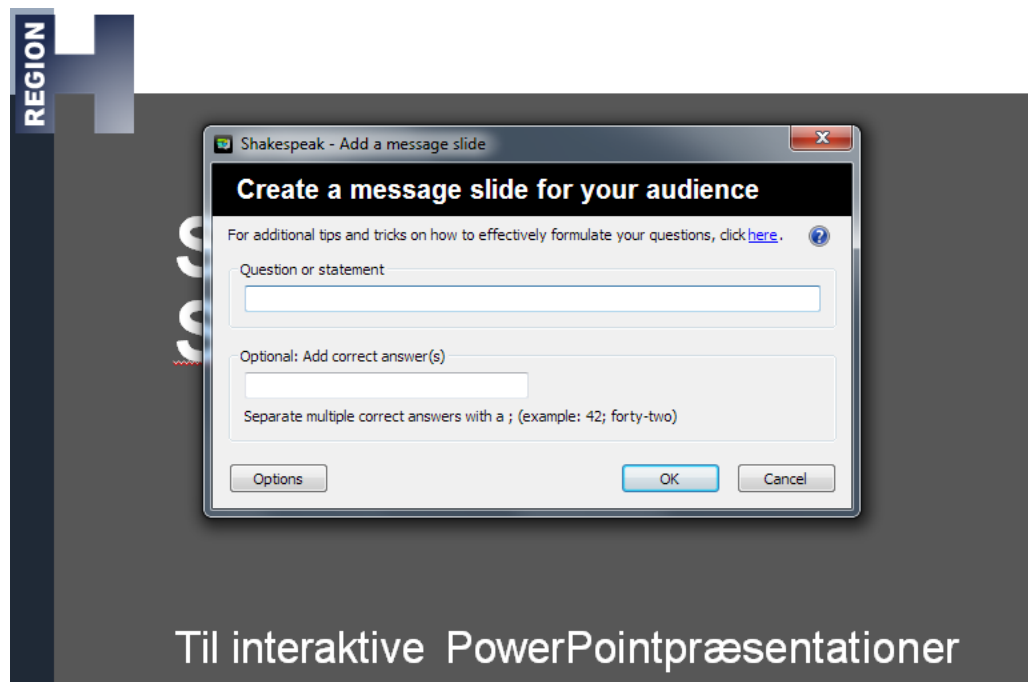 REGION
H
Shakespeak - Add a message slide
Create a message slide for your audience
For additional tips and tricks on how to effectively formulate your questions, click here.
Question or statement
Optional: Add correct answer(s)
Separate multiple correct answers with a ; (example: 42; forty-two)
Options OK Cancel
Til interaktive PowerPointpræsentationer